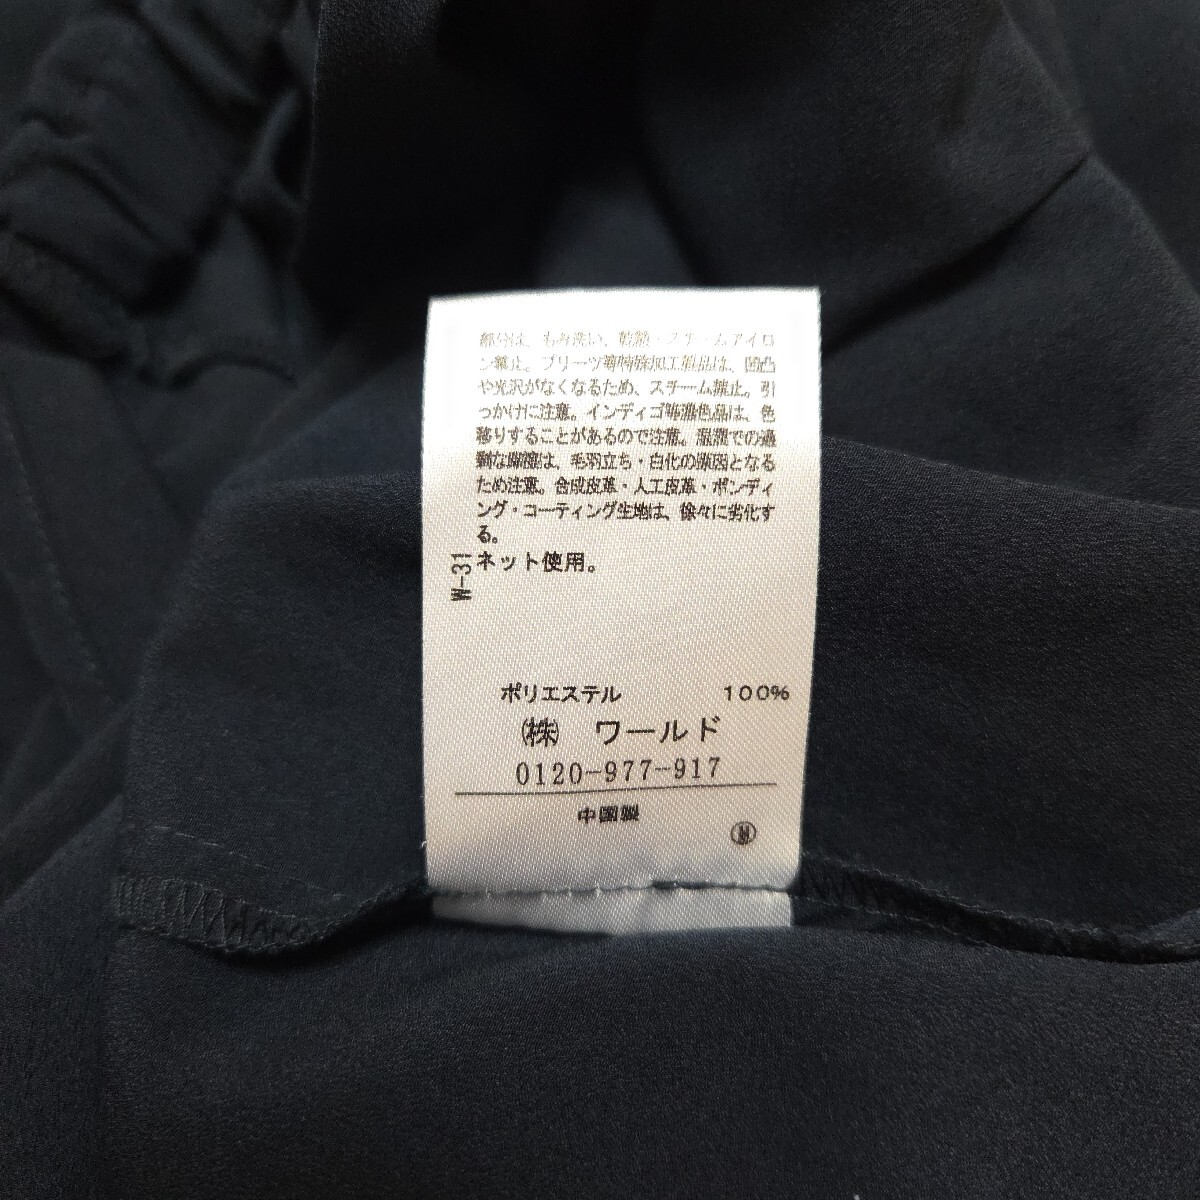 部分は、もみ洗い、乾燥・スチームアイロ
ン禁止。プリーツ等特殊加工製品は、凹凸
や光沢がなくなるため、スチーム禁止。引
っかけに注意。インディゴ等濃色品は、色
移りすることがあるので注意。湿潤での過
剰な摩擦は、毛羽立ち・白化の原因となる
ため注意。合成皮革・人工皮革・ボンディ
ング・コーティング生地は、徐々に劣化す
る。
ネット使用。
W-31
ポリエステル 100%
㈱ ワールド
0120-977-917
中国製